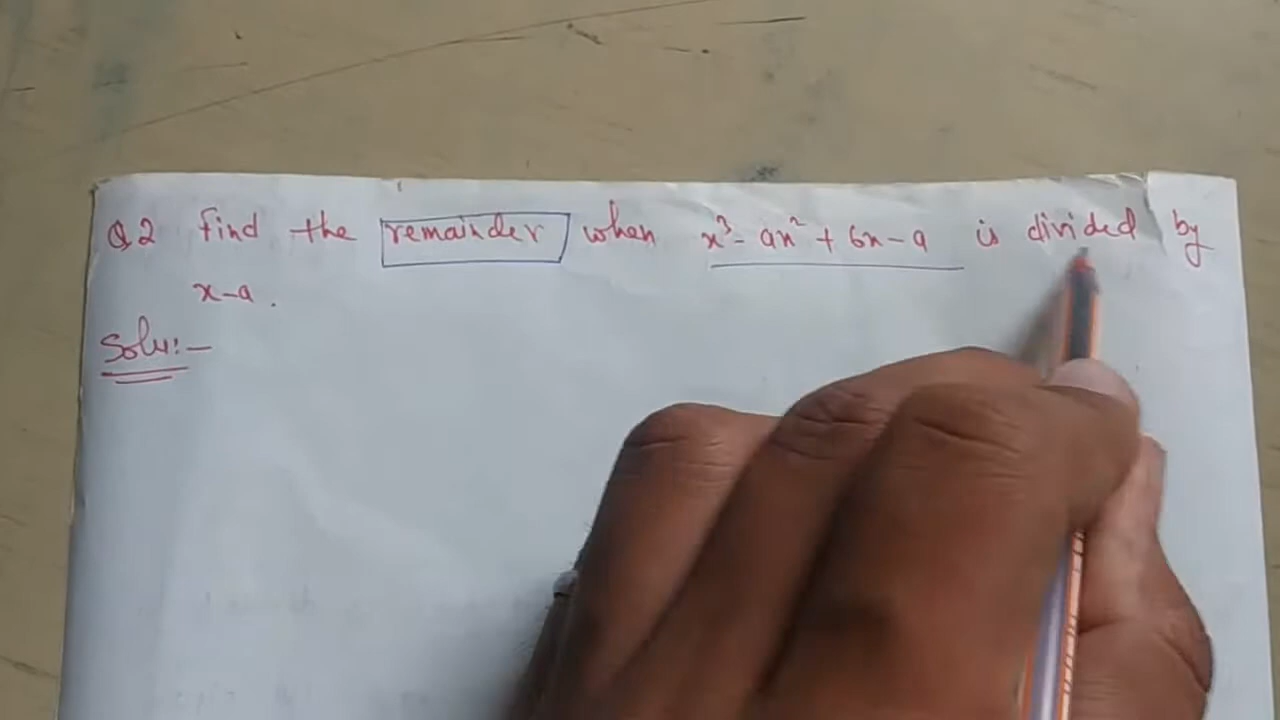 Q2 find the remainder when x³- ax² + 6x - a is divided by
x-a.
Solu:-